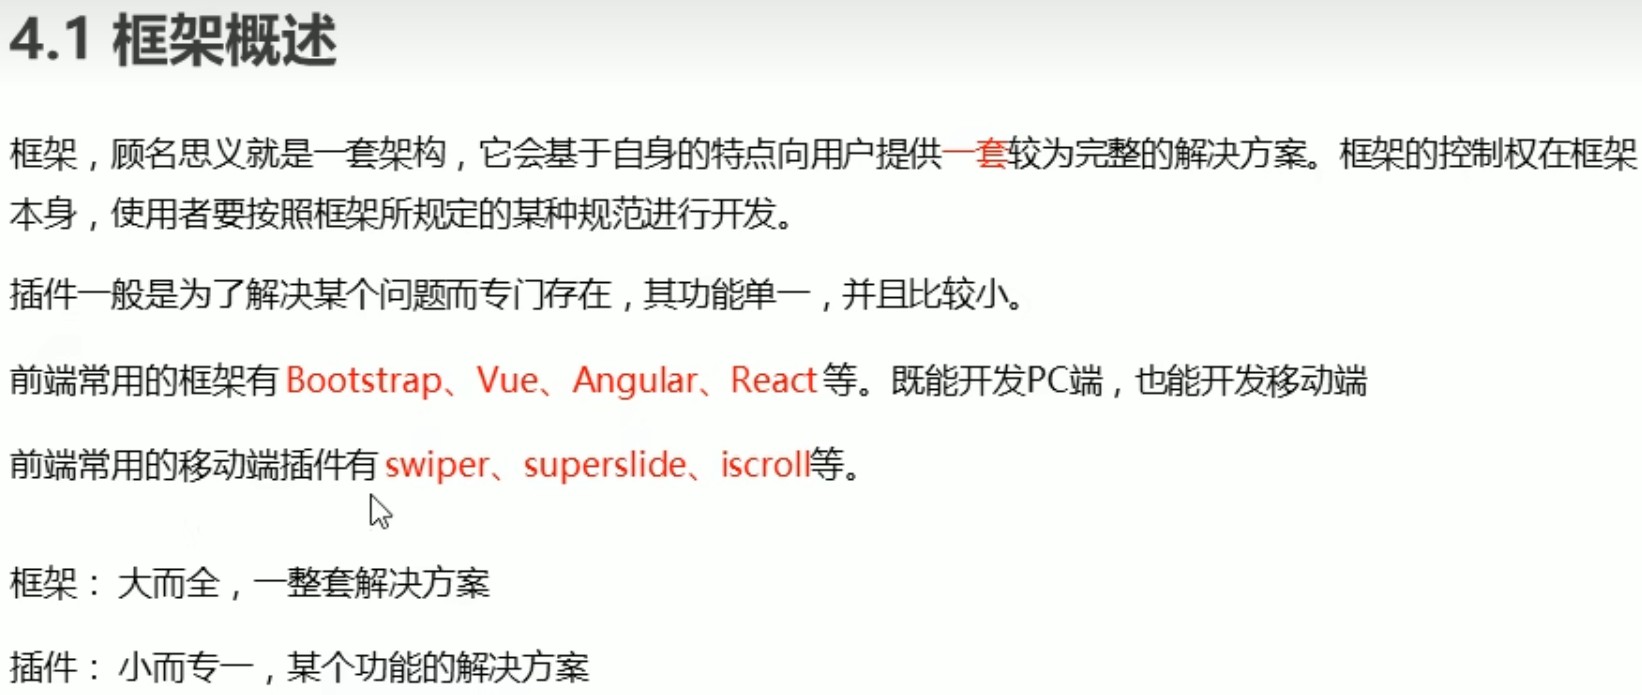 4.1 框架概述
框架，顾名思义就是一套架构，它会基于自身的特点向用户提供一套较为完整的解决方案。框架的控制权在框架
本身，使用者要按照框架所规定的某种规范进行开发。
插件一般是为了解决某个问题而专门存在，其功能单一，并且比较小。
前端常用的框架有 Bootstrap、Vue、Angular、React 等。既能开发PC端，也能开发移动端
前端常用的移动端插件有 swiper、superslide、iscroll等。
框架： 大而全，一整套解决方案
插件： 小而专一，某个功能的解决方案